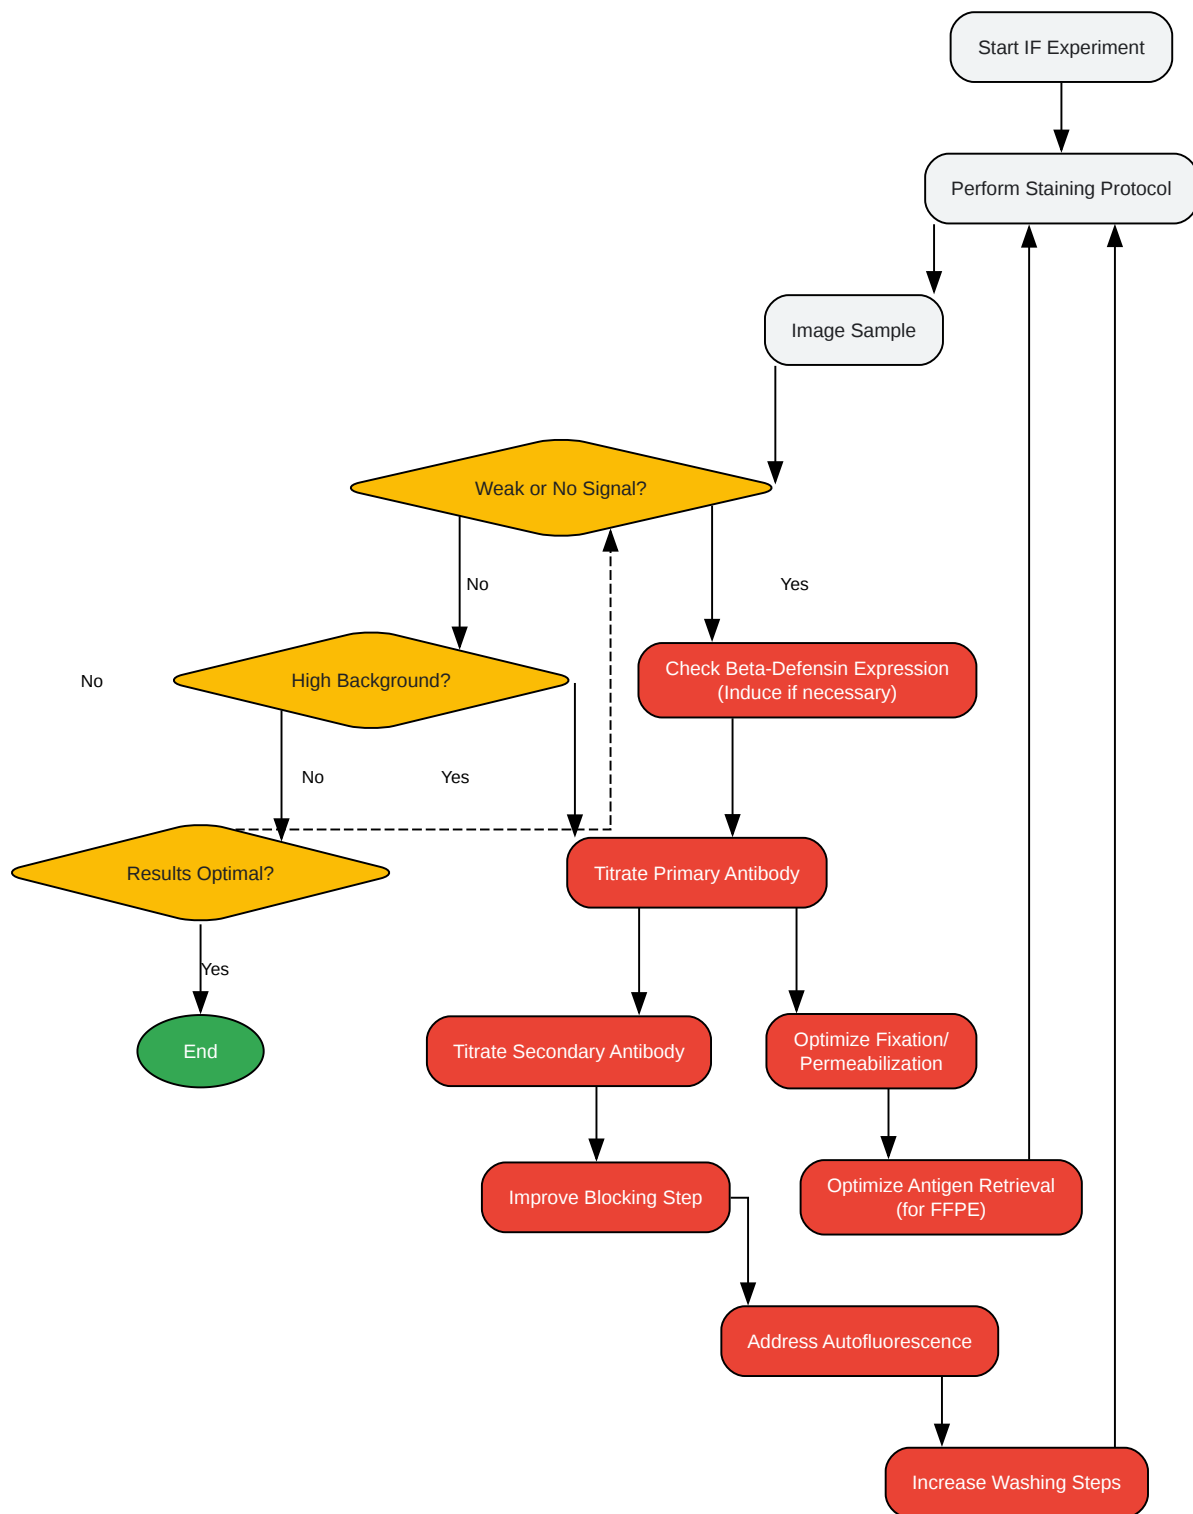 Start IF Experiment
Perform Staining Protocol
Image Sample
Weak or No Signal?
No
Yes
Check Beta-Defensin Expression
(Induce if necessary)
High Background?
No
No
Yes
Results Optimal?
Titrate Primary Antibody
Yes
End
Titrate Secondary Antibody
Optimize Fixation/
Permeabilization
Improve Blocking Step
Optimize Antigen Retrieval
(for FFPE)
Address Autofluorescence
Increase Washing Steps